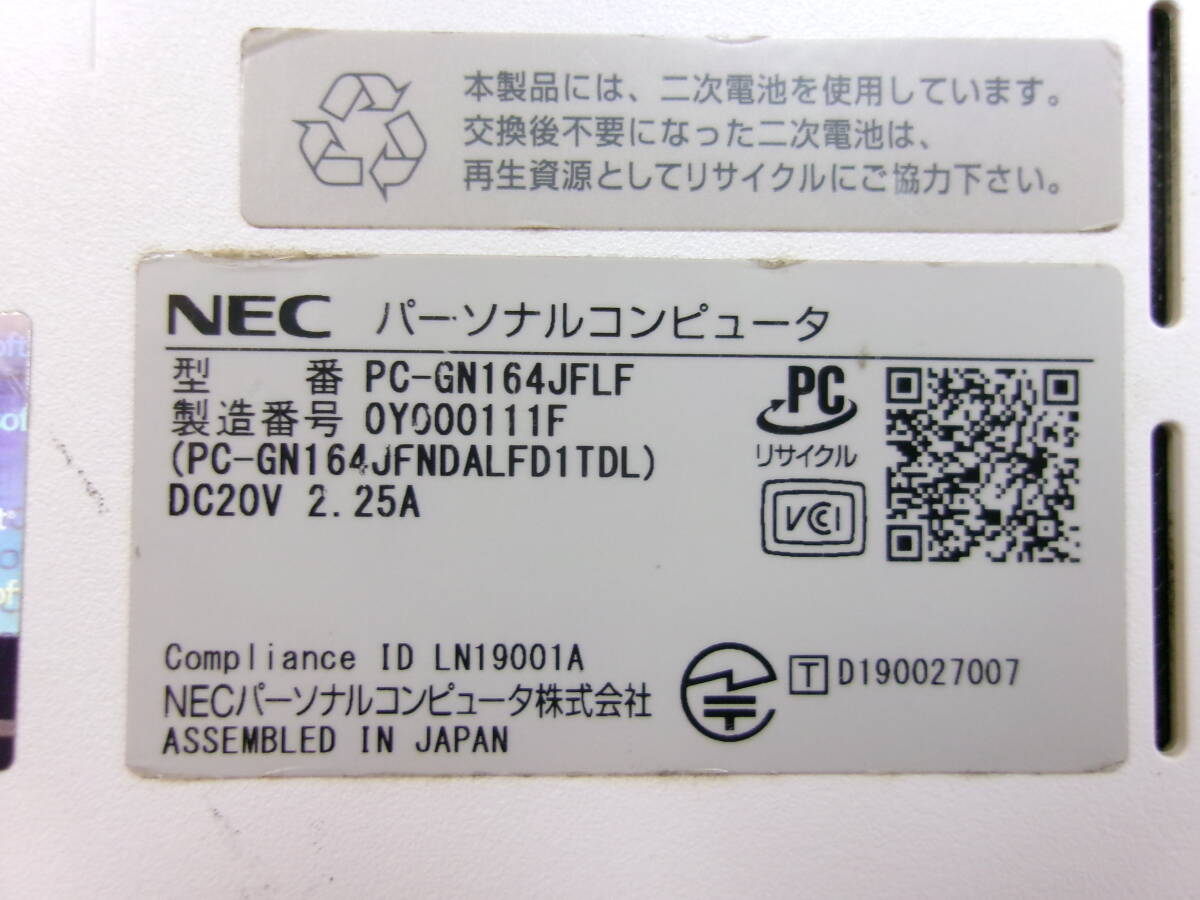 本製品には、二次電池を使用しています。
交換後不要になった二次電池は、
再生資源としてリサイクルにご協力下さい。
NEC パーソナルコンピュータ
型 番 PC-GN164JFLF
製造番号 0Y000111F
(PC-GN164JFNDALFD1TDL)
DC20V 2.25A
PC
リサイクル
VCCI
Compliance ID LN19001A
NECパーソナルコンピュータ株式会社
ASSEMBLED IN JAPAN
T D190027007